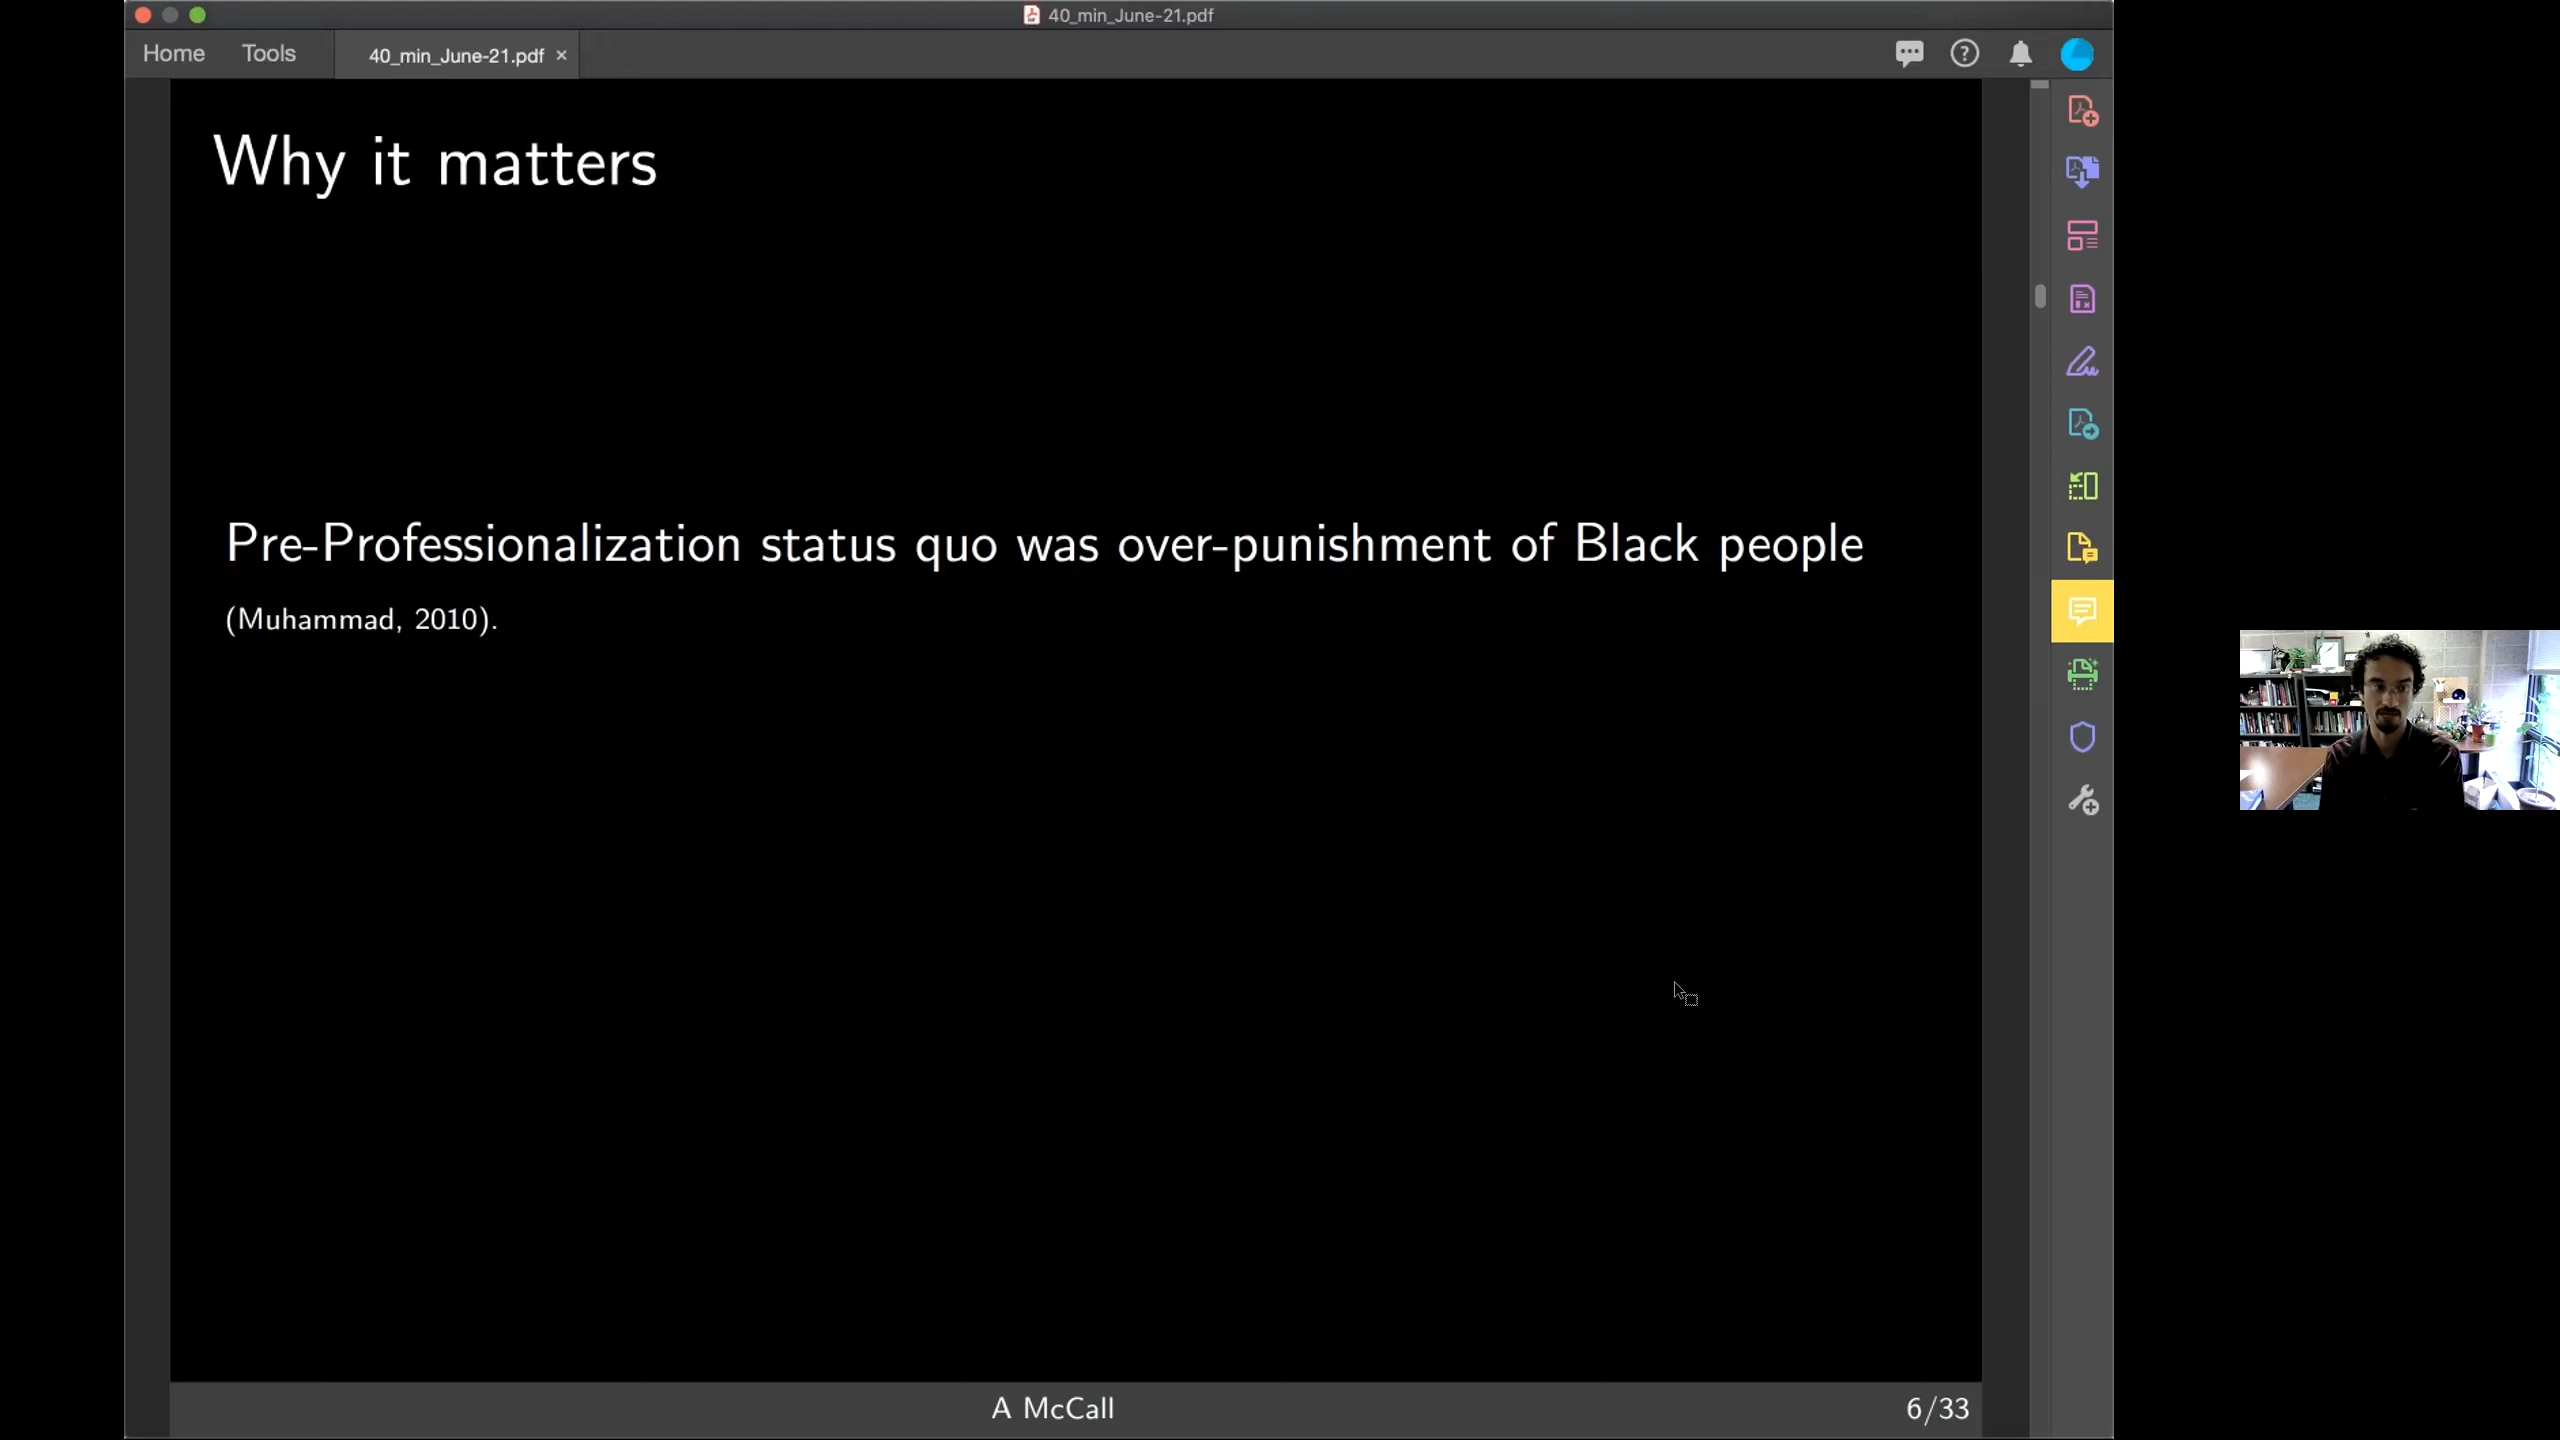 40_min_June-21.pdf
Home
Tools
40_min_June-21.pdf ×
Why it matters
Pre-Professionalization status quo was over-punishment of Black people
(Muhammad, 2010).
A McCall
6/33